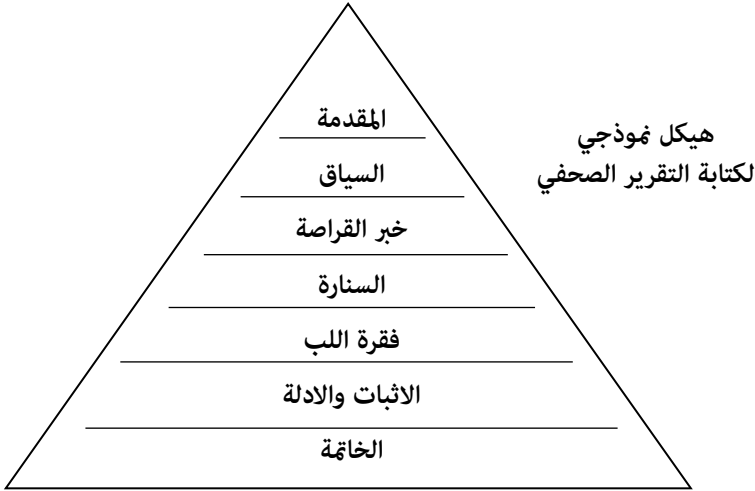 هيكل نموذجي
لكتابة التقرير الصحفي
المقدمة
السياق
خبر القراصة
السنارة
فقرة اللب
الاثبات والادلة
الخاتمة